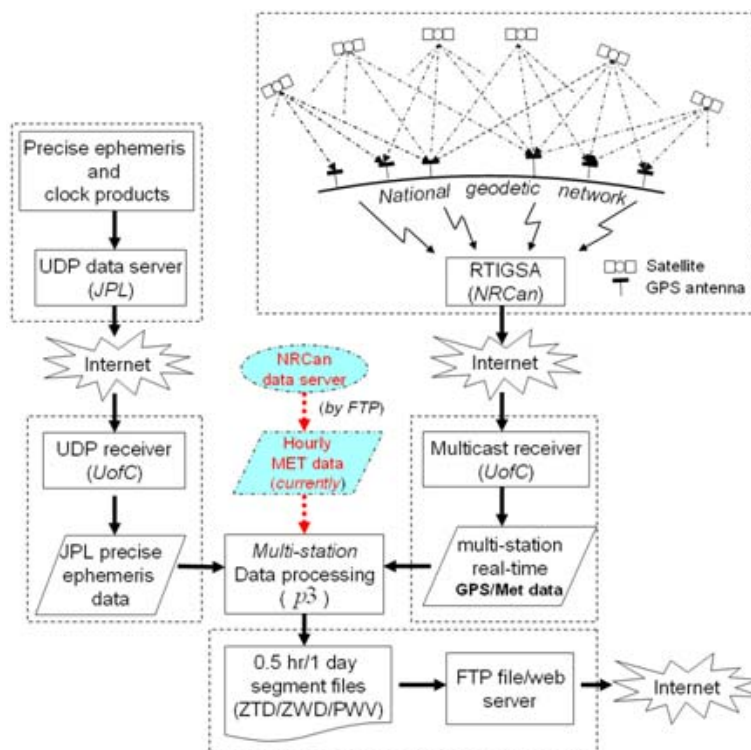 Precise ephemeris
and
clock products
UDP data server
(JPL)
Internet
UDP receiver
(UofC)
JPL precise
ephemeris
data
National geodetic network
RTIGSA
(NRCan)
Satellite
GPS antenna
Internet
Multicast receiver
(UofC)
multi-station
real-time
GPS/Met data
NRCan
data server
(by FTP)
Hourly
MET data
(currently)
Multi-station
Data processing
( p3 )
0.5 hr/1 day
segment files
(ZTD/ZWD/PWV)
FTP file/web
server
Internet